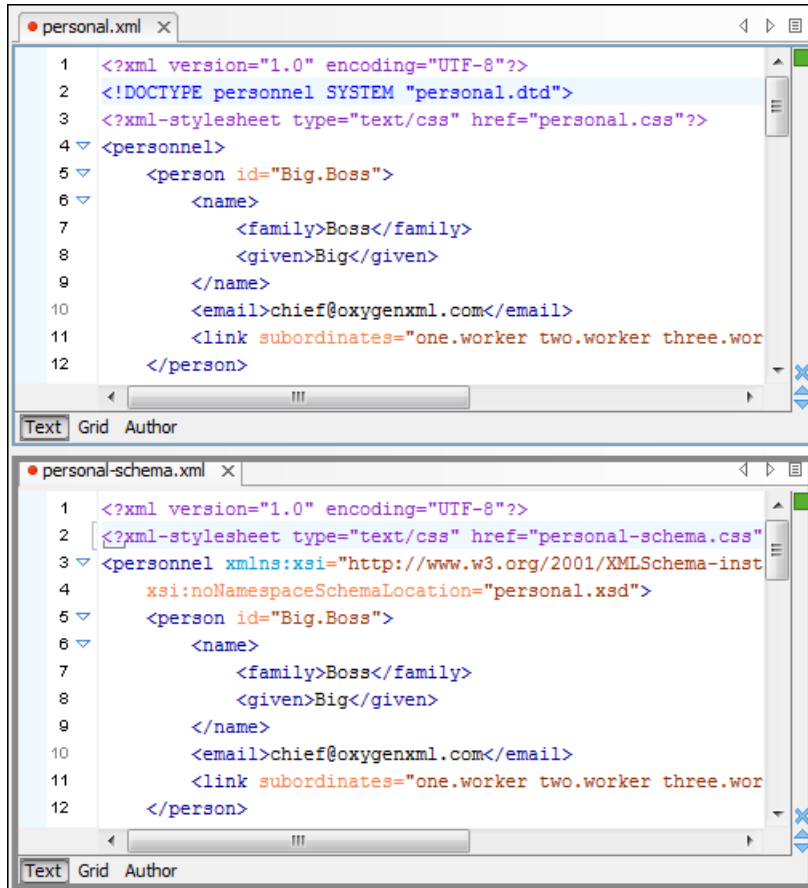 personal.xml
1 <?xml version="1.0" encoding="UTF-8"?>
2 <!DOCTYPE personnel SYSTEM "personal.dtd">
3 <?xml-stylesheet type="text/css" href="personal.css"?>
4 <personnel>
5 <person id="Big.Boss">
6 <name>
7 <family>Boss</family>
8 <given>Big</given>
9 </name>
10 <email>chief@oxygenxml.com</email>
11 <link subordinates="one.worker two.worker three.wor
12 </person>
Text Grid Author
personal-schema.xml
1 <?xml version="1.0" encoding="UTF-8"?>
2 <?xml-stylesheet type="text/css" href="personal-schema.css"
3 <personnel xmlns:xsi="http://www.w3.org/2001/XMLSchema-inst
4 xsi:noNamespaceSchemaLocation="personal.xsd">
5 <person id="Big.Boss">
6 <name>
7 <family>Boss</family>
8 <given>Big</given>
9 </name>
10 <email>chief@oxygenxml.com</email>
11 <link subordinates="one.worker two.worker three.wor
12 </person>
Text Grid Author